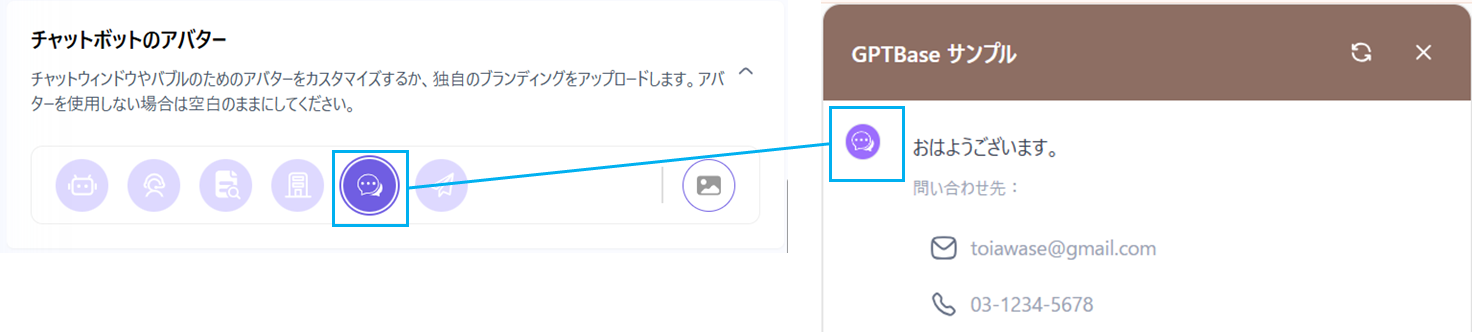 チャットボットのアバター
チャットウィンドウやバブルのためのアバターをカスタマイズするか、独自のブランディングをアップロードします。アバ
ターを使用しない場合は空白のままにしてください。
GPTBase サンプル
おはようございます。
問い合わせ先：
toiawase@gmail.com
03-1234-5678